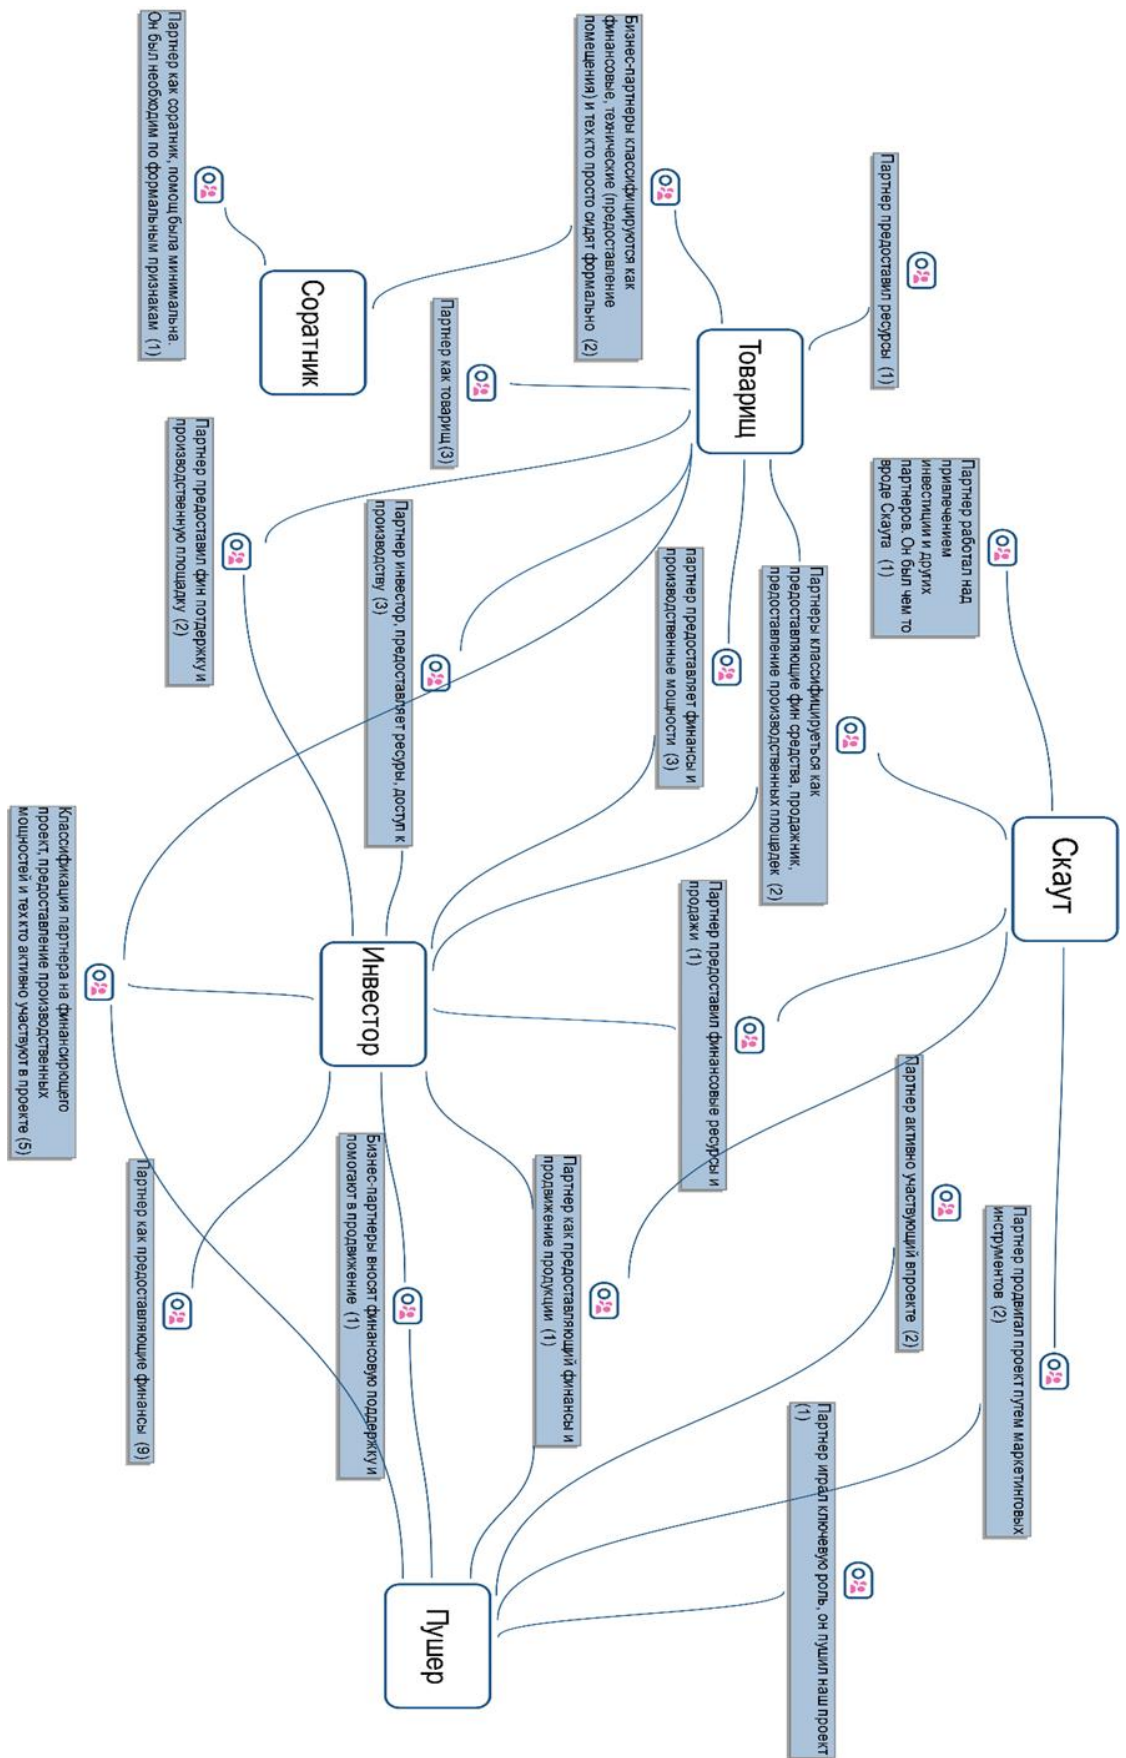 Скаут
Партнер продвигал проект путем маркетинговых
инструментов (2)
Партнер работал над
привлечением
инвестиции и других
партнеров. Он был чем то
вроде Скаута (1)
Партнер активно участвующий впроекте (2)
Партнер предоставил ресурсы (1)
Партнер играл ключевую роль, он пушил наш проект
(1)
Партнеры классифицируеться как
предоставляющие фин средства, продажник,
предоставление производственных площадек (2)
Товарищ
Партнер предоставил финансовые ресурсы и
продажи (1)
партнер предоставляет финансы и
производственные мощности (3)
Бизнес-партнеры классифицируются как
финансовые, технические (предоставление
помещения) и тех кто просто сидят формально (2)
Партнер как предоставляющий финансы и
продвижение продукции (1)
Партнер как товарищ (3)
Пушер
Партнер инвестор, предоставляет ресуры, доступ к
производству (3)
Инвестор
Бизнес-партнеры вносят финансовую поддержку и
помогают в продвижение (1)
Соратник
Партнер предоставил фин потдержку и
производственную площадку (2)
Партнер как соратник, помощ была минимальна.
Он был необходим по формальным признакам (1)
Партнер как предоставляющие финансы (9)
Классификация партнера на финансирующего
проект, предоставление производственных
мощностей и тех кто активно участвуют в проекте (5)